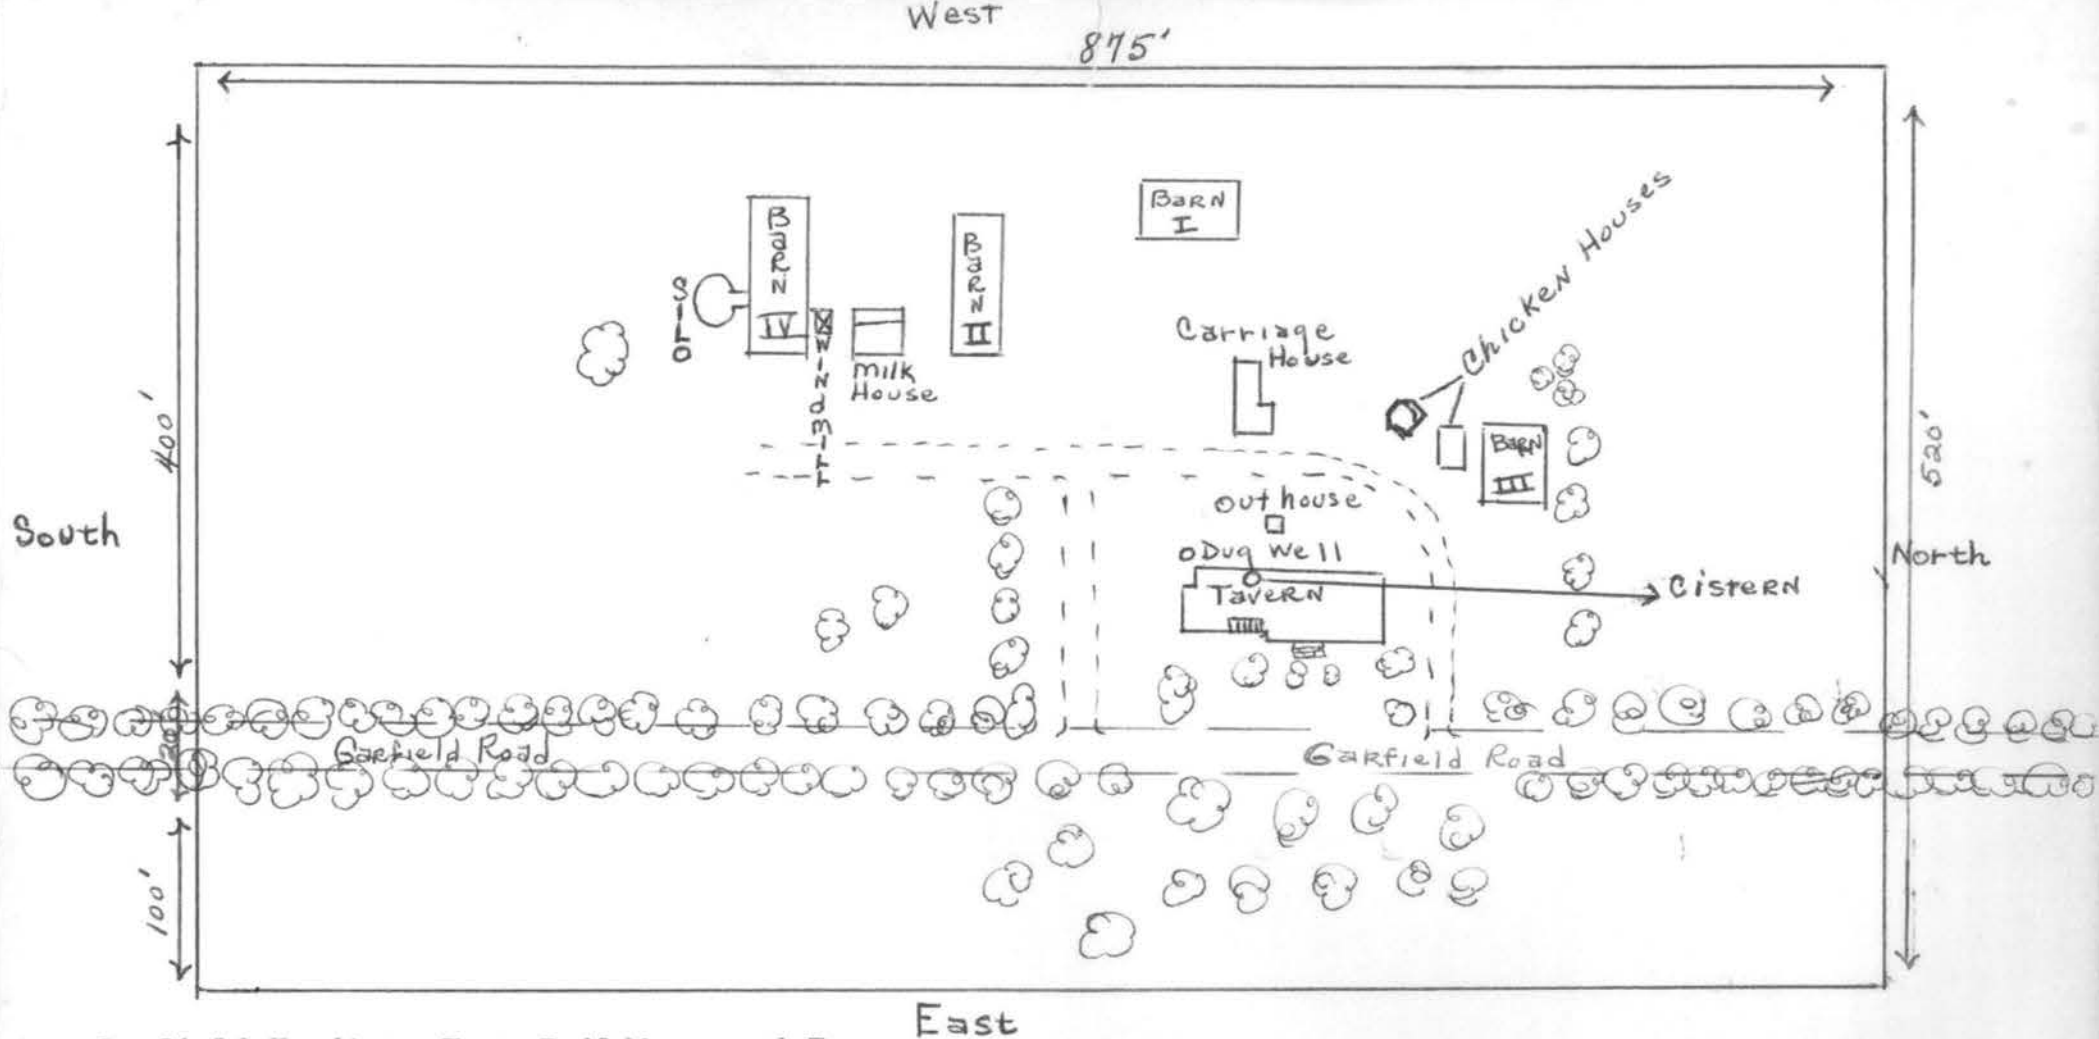 West
875'
Barn
I
Barn
IV
Barn
II
SILO
Windmill
Milk
House
Carriage
House
Chicken Houses
Barn
III
400'
520'
South
North
Out house
Dug Well
Tavern
Cistern
20'
Garfield Road
Garfield Road
100'
East